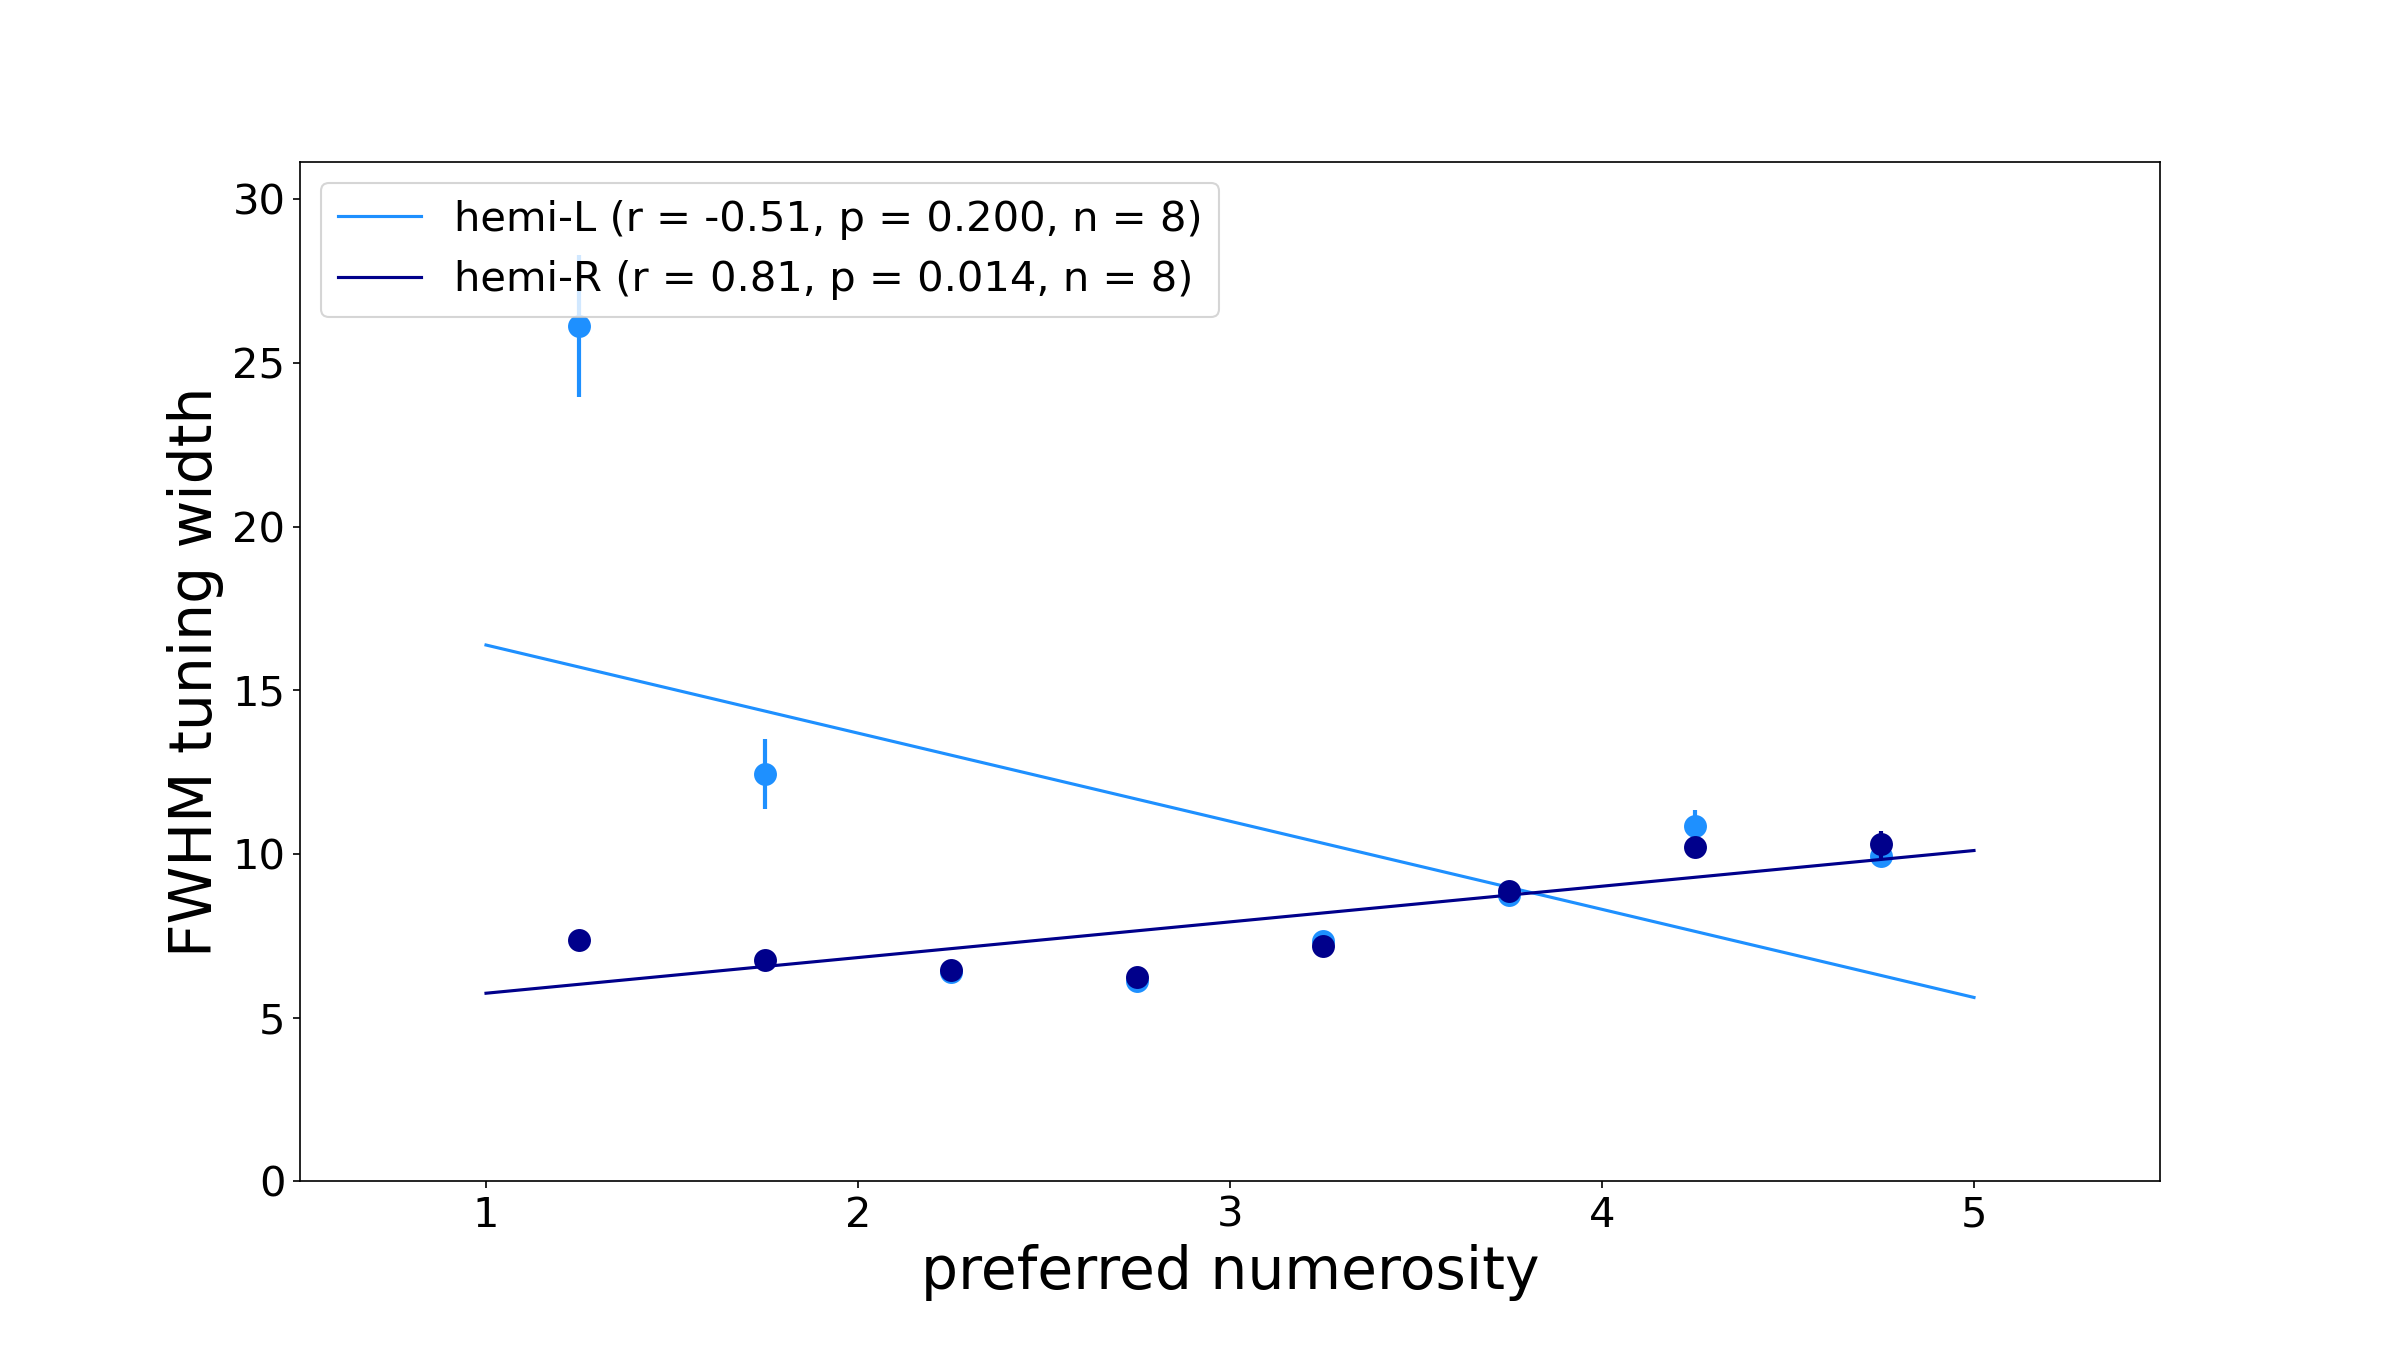 hemi-L (r = -0.51, p = 0.200, n = 8)
hemi-R (r = 0.81, p = 0.014, n = 8)
30
25
20
15
10
5
0
FWHM tuning width
1 2 3 4 5
preferred numerosity